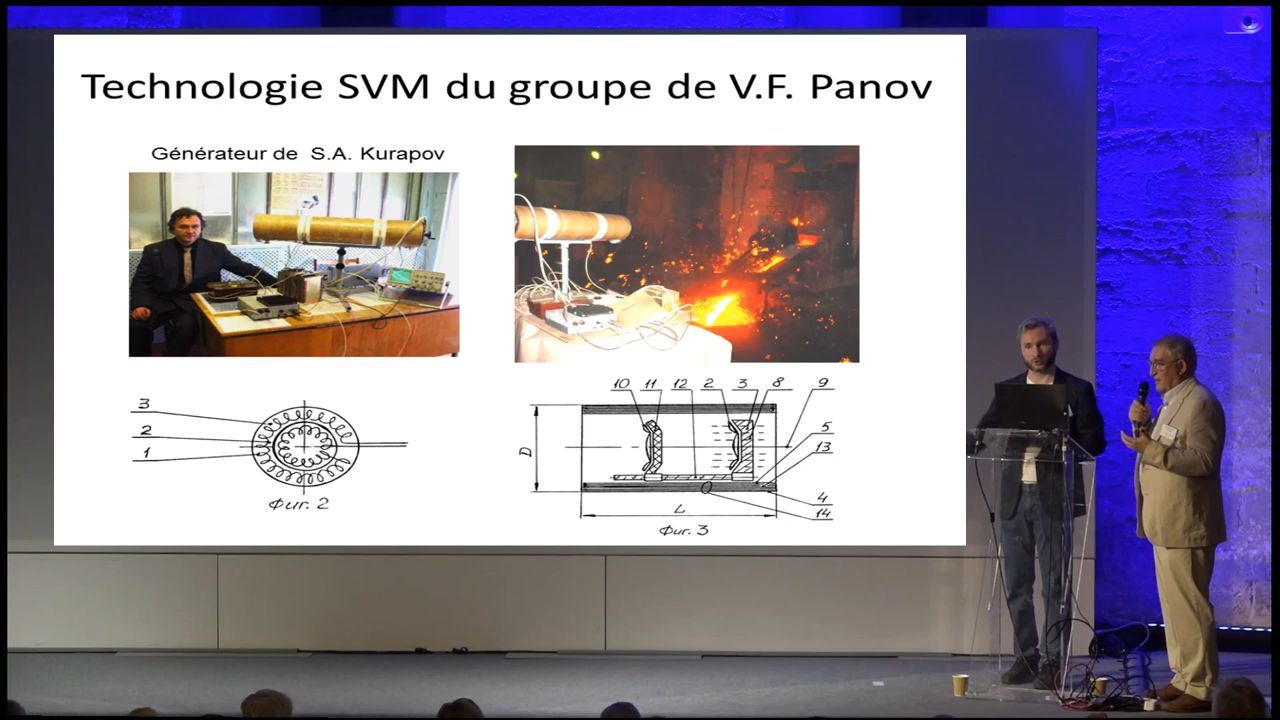 Technologie SVM du groupe de V.F. Panov
Générateur de S.A. Kurapov
3
2
1
Фиг. 2
10 11 12 2 3 8 9
5
13
4
14
D
L
Фиг. 3